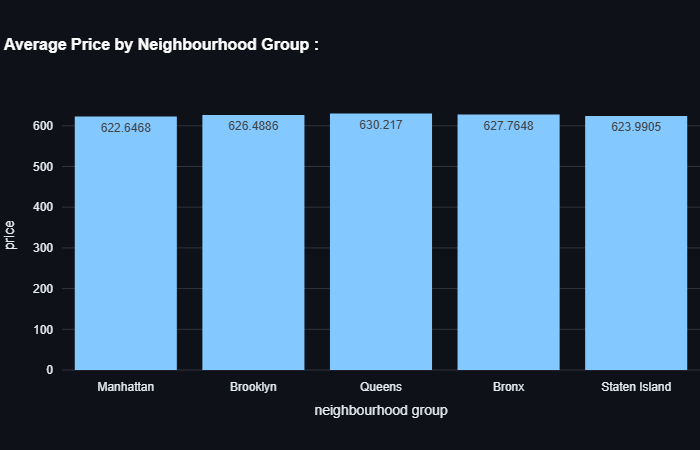 Average Price by Neighbourhood Group :
622.6468 626.4886 630.217 627.7648 623.9905
600
500
400
300
200
100
0
price
Manhattan Brooklyn Queens Bronx Staten Island
neighbourhood group